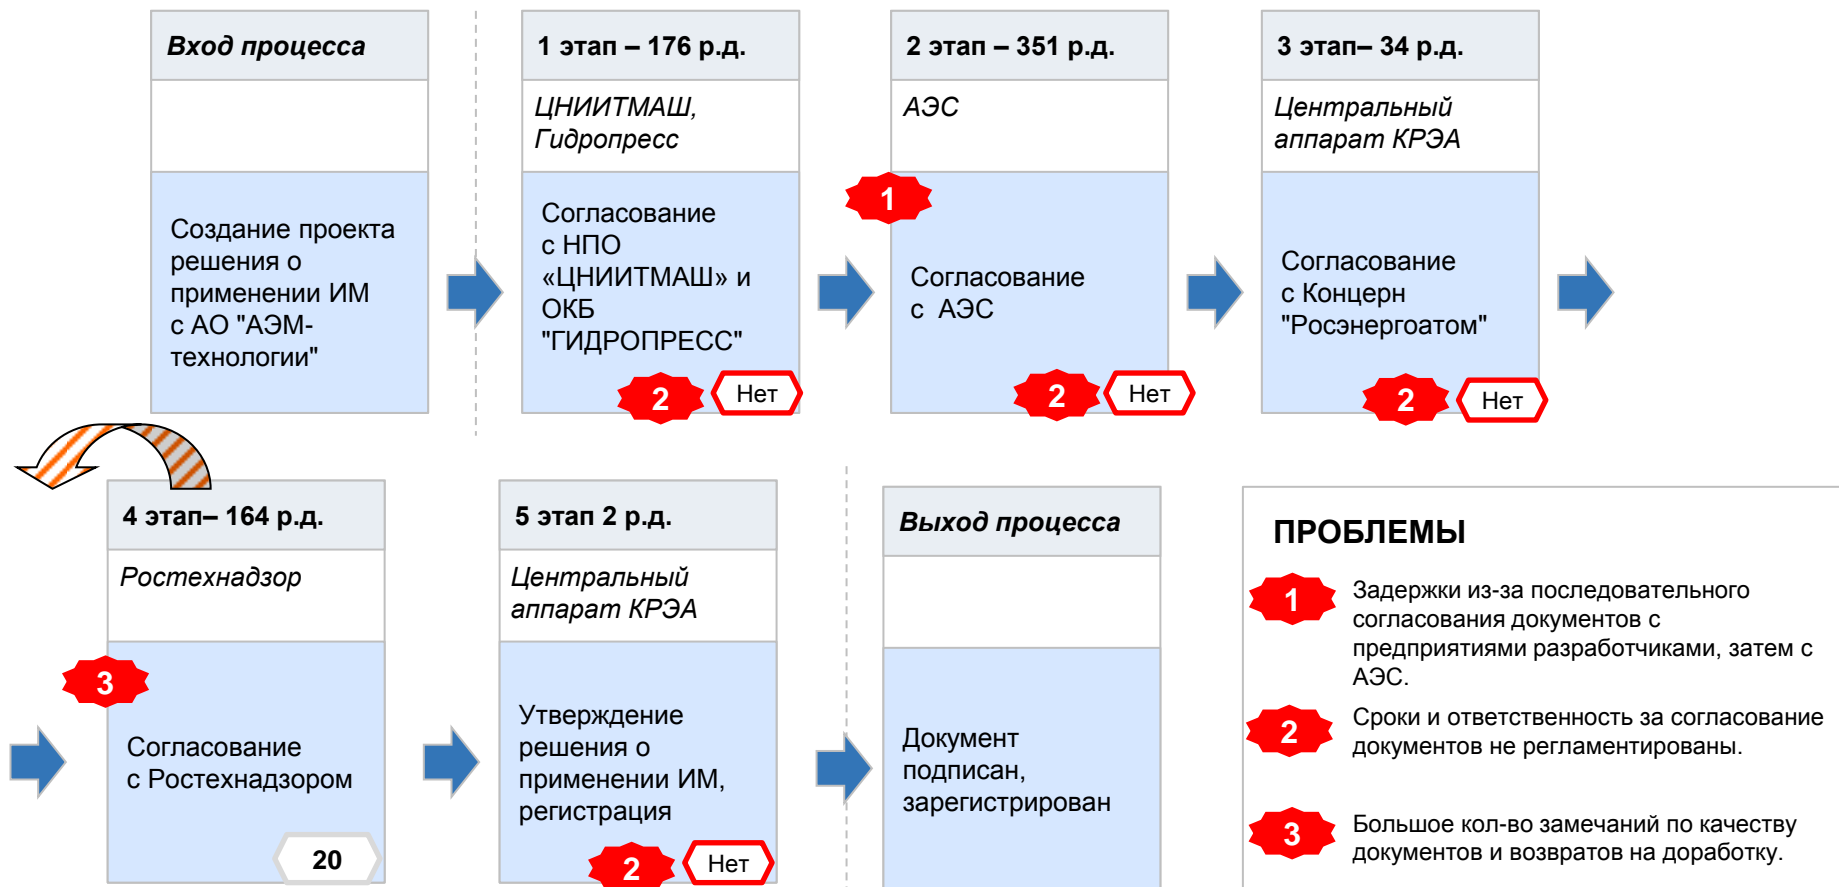 Вход процесса
Создание проекта
решения о
применении ИМ
с АО "АЭМ-
технологии"
1 этап – 176 р.д.
ЦНИИТМАШ,
Гидропресс
Согласование
с НПО
«ЦНИИТМАШ» и
ОКБ
"ГИДРОПРЕСС"
2
Нет
2 этап – 351 р.д.
АЭС
1
Согласование
с АЭС
2
Нет
3 этап– 34 р.д.
Центральный
аппарат КРЭА
Согласование
с Концерн
"Росэнергоатом"
2
Нет
4 этап– 164 р.д.
Ростехнадзор
3
Согласование
с Ростехнадзором
20
5 этап 2 р.д.
Центральный
аппарат КРЭА
Утверждение
решения о
применении ИМ,
регистрация
2
Нет
Выход процесса
Документ
подписан,
зарегистрирован
ПРОБЛЕМЫ
1
Задержки из-за последовательного
согласования документов с
предприятиями разработчиками, затем с
АЭС.
2
Сроки и ответственность за согласование
документов не регламентированы.
3
Большое кол-во замечаний по качеству
документов и возвратов на доработку.